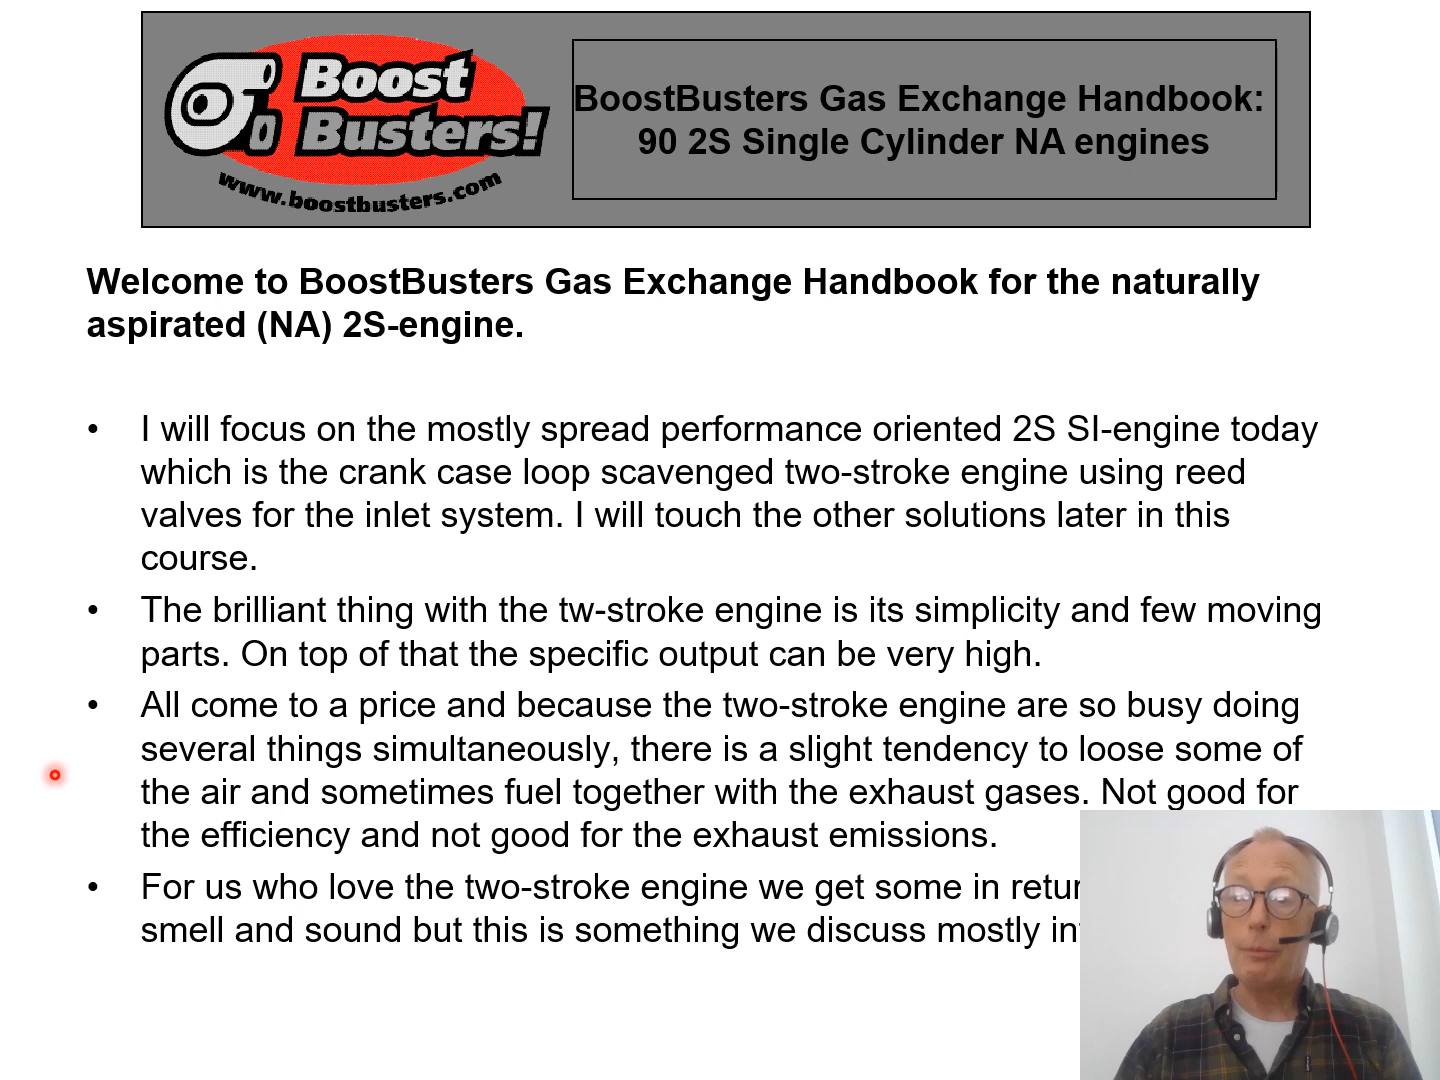 Boost
Busters!
www.boostbusters.com
BoostBusters Gas Exchange Handbook:
90 2S Single Cylinder NA engines
Welcome to BoostBusters Gas Exchange Handbook for the naturally
aspirated (NA) 2S-engine.
• I will focus on the mostly spread performance oriented 2S SI-engine today
which is the crank case loop scavenged two-stroke engine using reed
valves for the inlet system. I will touch the other solutions later in this
course.
• The brilliant thing with the tw-stroke engine is its simplicity and few moving
parts. On top of that the specific output can be very high.
• All come to a price and because the two-stroke engine are so busy doing
several things simultaneously, there is a slight tendency to loose some of
the air and sometimes fuel together with the exhaust gases. Not good for
the efficiency and not good for the exhaust emissions.
• For us who love the two-stroke engine we get some in
smell and sound but this is something we discuss mostly